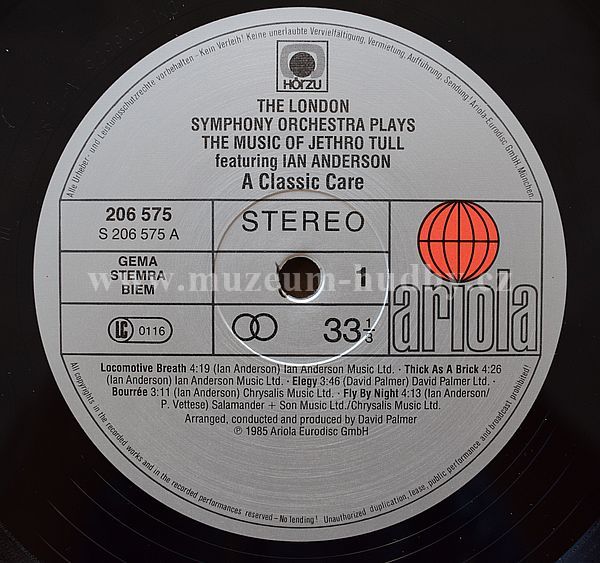 Alle Urheber- und Leistungsschutzrechte vorbehalten - Kein Verleih! Keine unerlaubte Vervielfältigung, Vermietung, Aufführung, Sendung! Ariola-Eurodisc GmbH München.
HÖRZU
THE LONDON
SYMPHONY ORCHESTRA PLAYS
THE MUSIC OF JETHRO TULL
featuring IAN ANDERSON
A Classic Care
206 575
S 206 575 A
STEREO
GEMA
STEMRA
BIEM
1
www.muzeum-hudby.cz
ariola
LC 0116
33 1/3
Locomotive Breath 4:19 (Ian Anderson) Ian Anderson Music Ltd. · Thick As A Brick 4:26
(Ian Anderson) Ian Anderson Music Ltd. · Elegy 3:46 (David Palmer) David Palmer Ltd. ·
Bourrée 3:11 (Ian Anderson) Chrysalis Music Ltd. · Fly By Night 4:13 (Ian Anderson/
P. Vettese) Salamander + Son Music Ltd./Chrysalis Music Ltd.
Arranged, conducted and produced by David Palmer
℗ 1985 Ariola Eurodisc GmbH
All copyrights in the recorded works and in the recorded performances reserved - No lending! Unauthorized duplication, lease, public performance and broadcast prohibited!